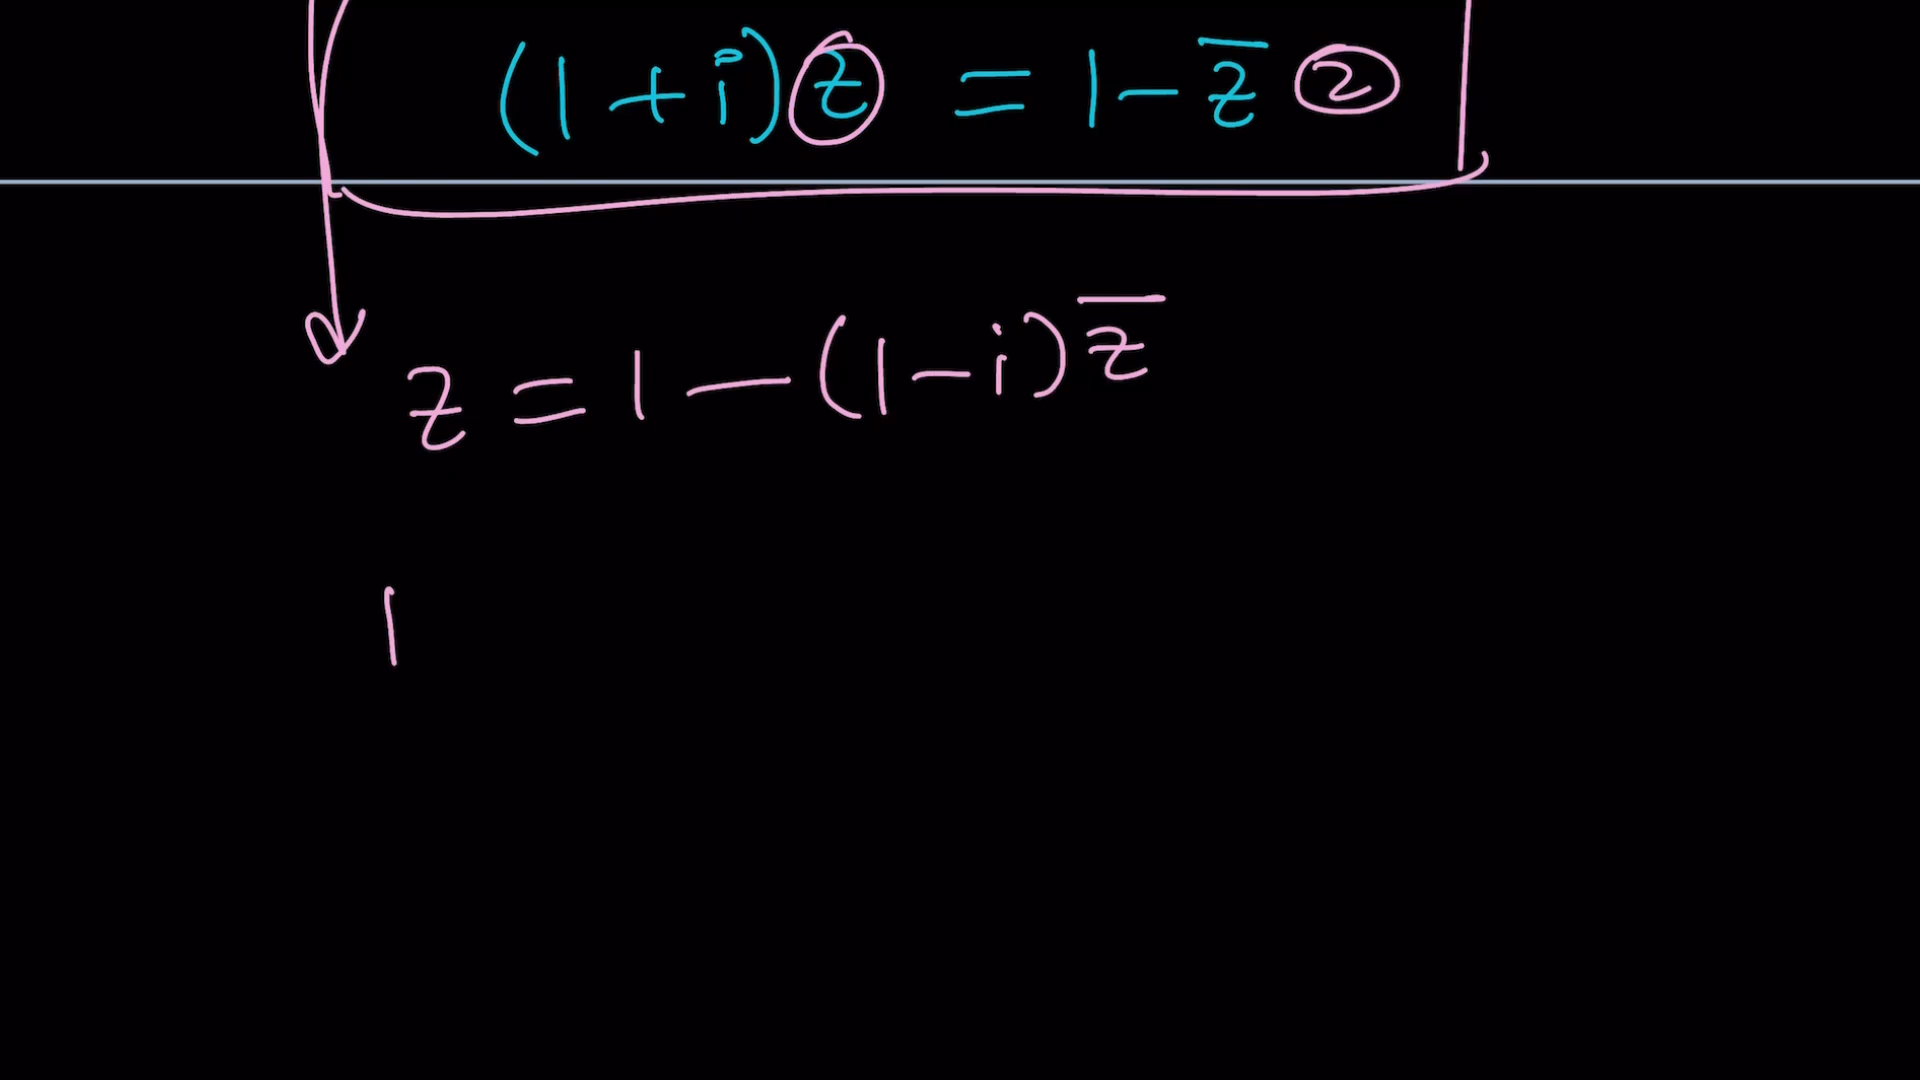 (1+i)z = 1-z̅ ②
z = 1-(1-i)z̅
1